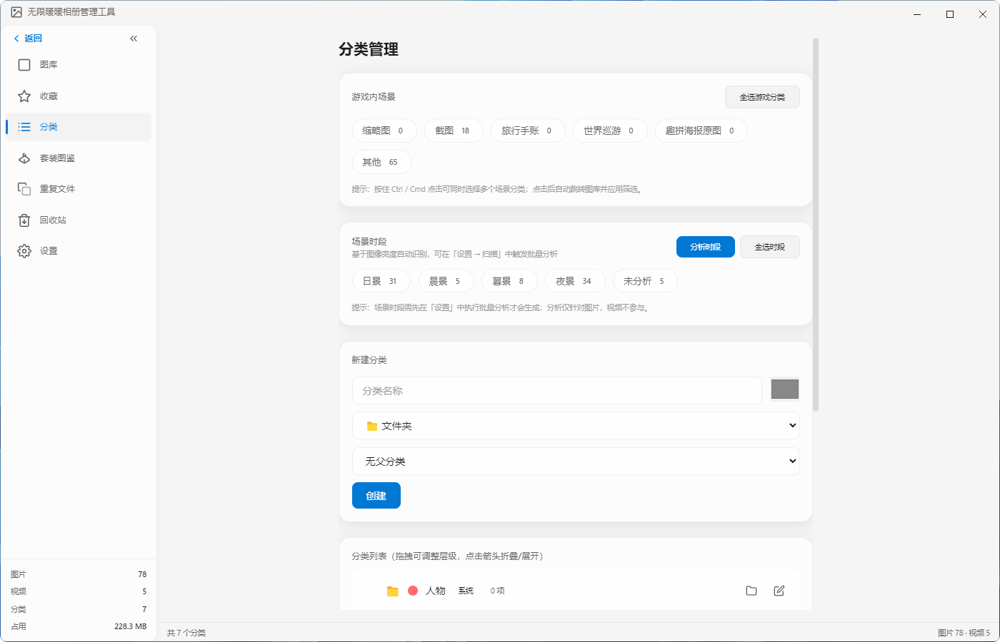 无限暖暖相册管理工具
返回
图库
收藏
分类
套装图鉴
重复文件
回收站
设置
图片 78
视频 5
分类 7
占用 228.3 MB
分类管理
游戏内场景
全选游戏分类
缩略图 0 截图 18 旅行手账 0 世界巡游 0 趣拼海报原图 0
其他 65
提示：按住 Ctrl / Cmd 点击可同时选择多个场景分类；点击后自动跳转图库并应用筛选。
场景时段
基于图像亮度自动识别，可在「设置 → 扫描」中触发批量分析
分析时段 全选时段
日景 31 晨景 5 暮景 8 夜景 34 未分析 5
提示：场景时段需先在「设置」中执行批量分析才会生成；分析仅针对图片，视频不参与。
新建分类
分类名称
文件夹
无父分类
创建
分类列表（拖拽可调整层级，点击箭头折叠/展开）
人物 系统 0 项
共 7 个分类
图片 78 · 视频 5